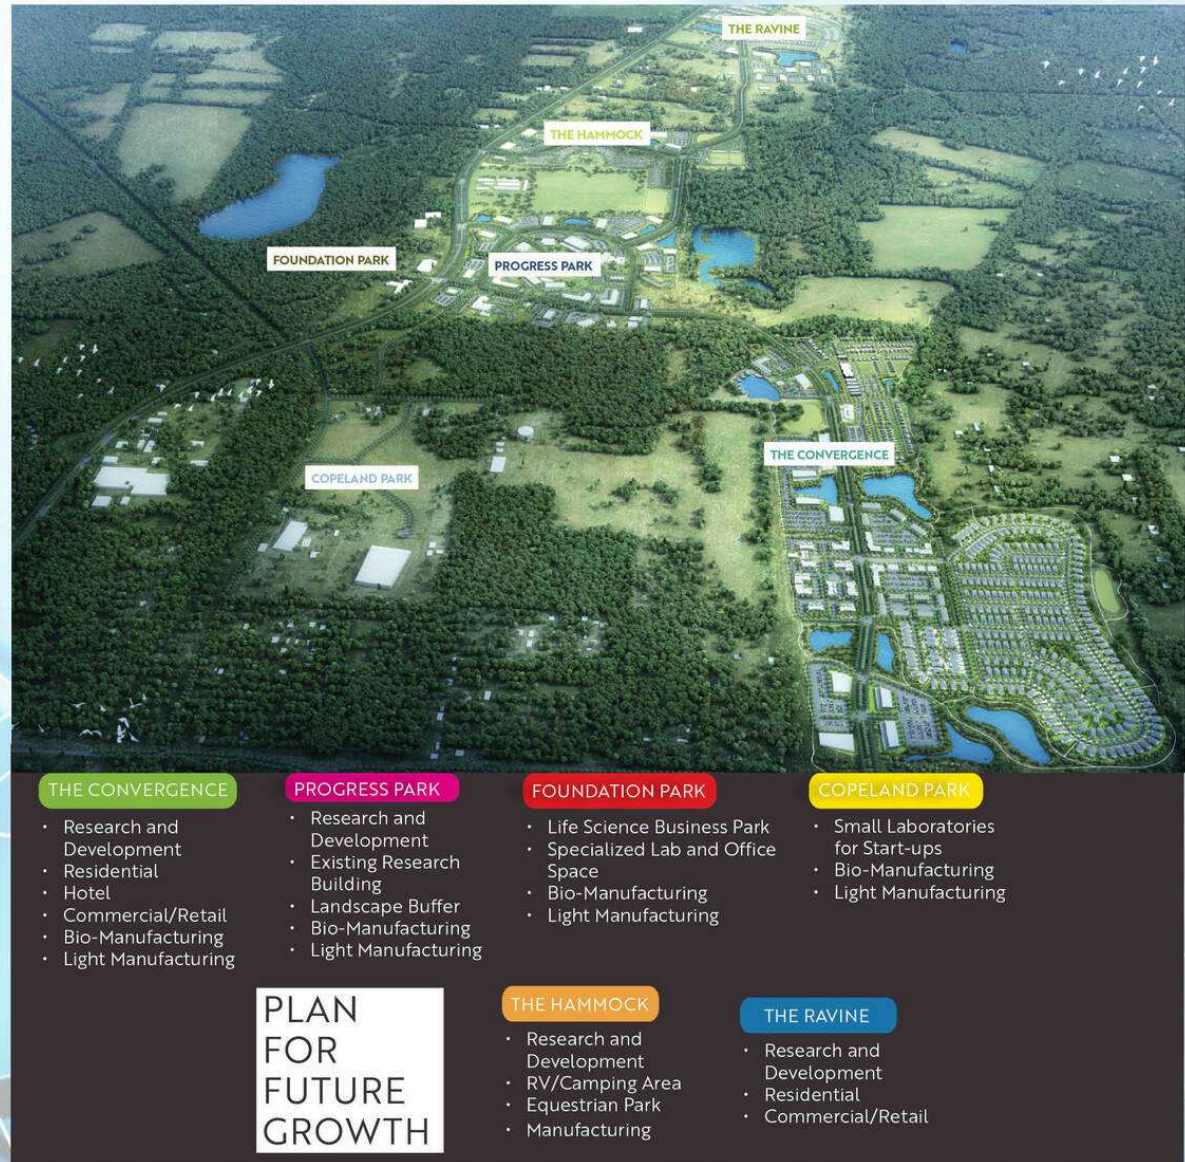 THE RAVINE
THE HAMMOCK
FOUNDATION PARK
PROGRESS PARK
THE CONVERGENCE
COPELAND PARK
THE CONVERGENCE
· Research and
Development
· Residential
· Hotel
· Commercial/Retail
· Bio-Manufacturing
· Light Manufacturing
PROGRESS PARK
· Research and
Development
· Existing Research
Building
· Landscape Buffer
· Bio-Manufacturing
· Light Manufacturing
FOUNDATION PARK
· Life Science Business Park
· Specialized Lab and Office
Space
· Bio-Manufacturing
· Light Manufacturing
COPELAND PARK
· Small Laboratories
for Start-ups
· Bio-Manufacturing
· Light Manufacturing
PLAN
FOR
FUTURE
GROWTH
THE HAMMOCK
· Research and
Development
· RV/Camping Area
· Equestrian Park
· Manufacturing
THE RAVINE
· Research and
Development
· Residential
· Commercial/Retail